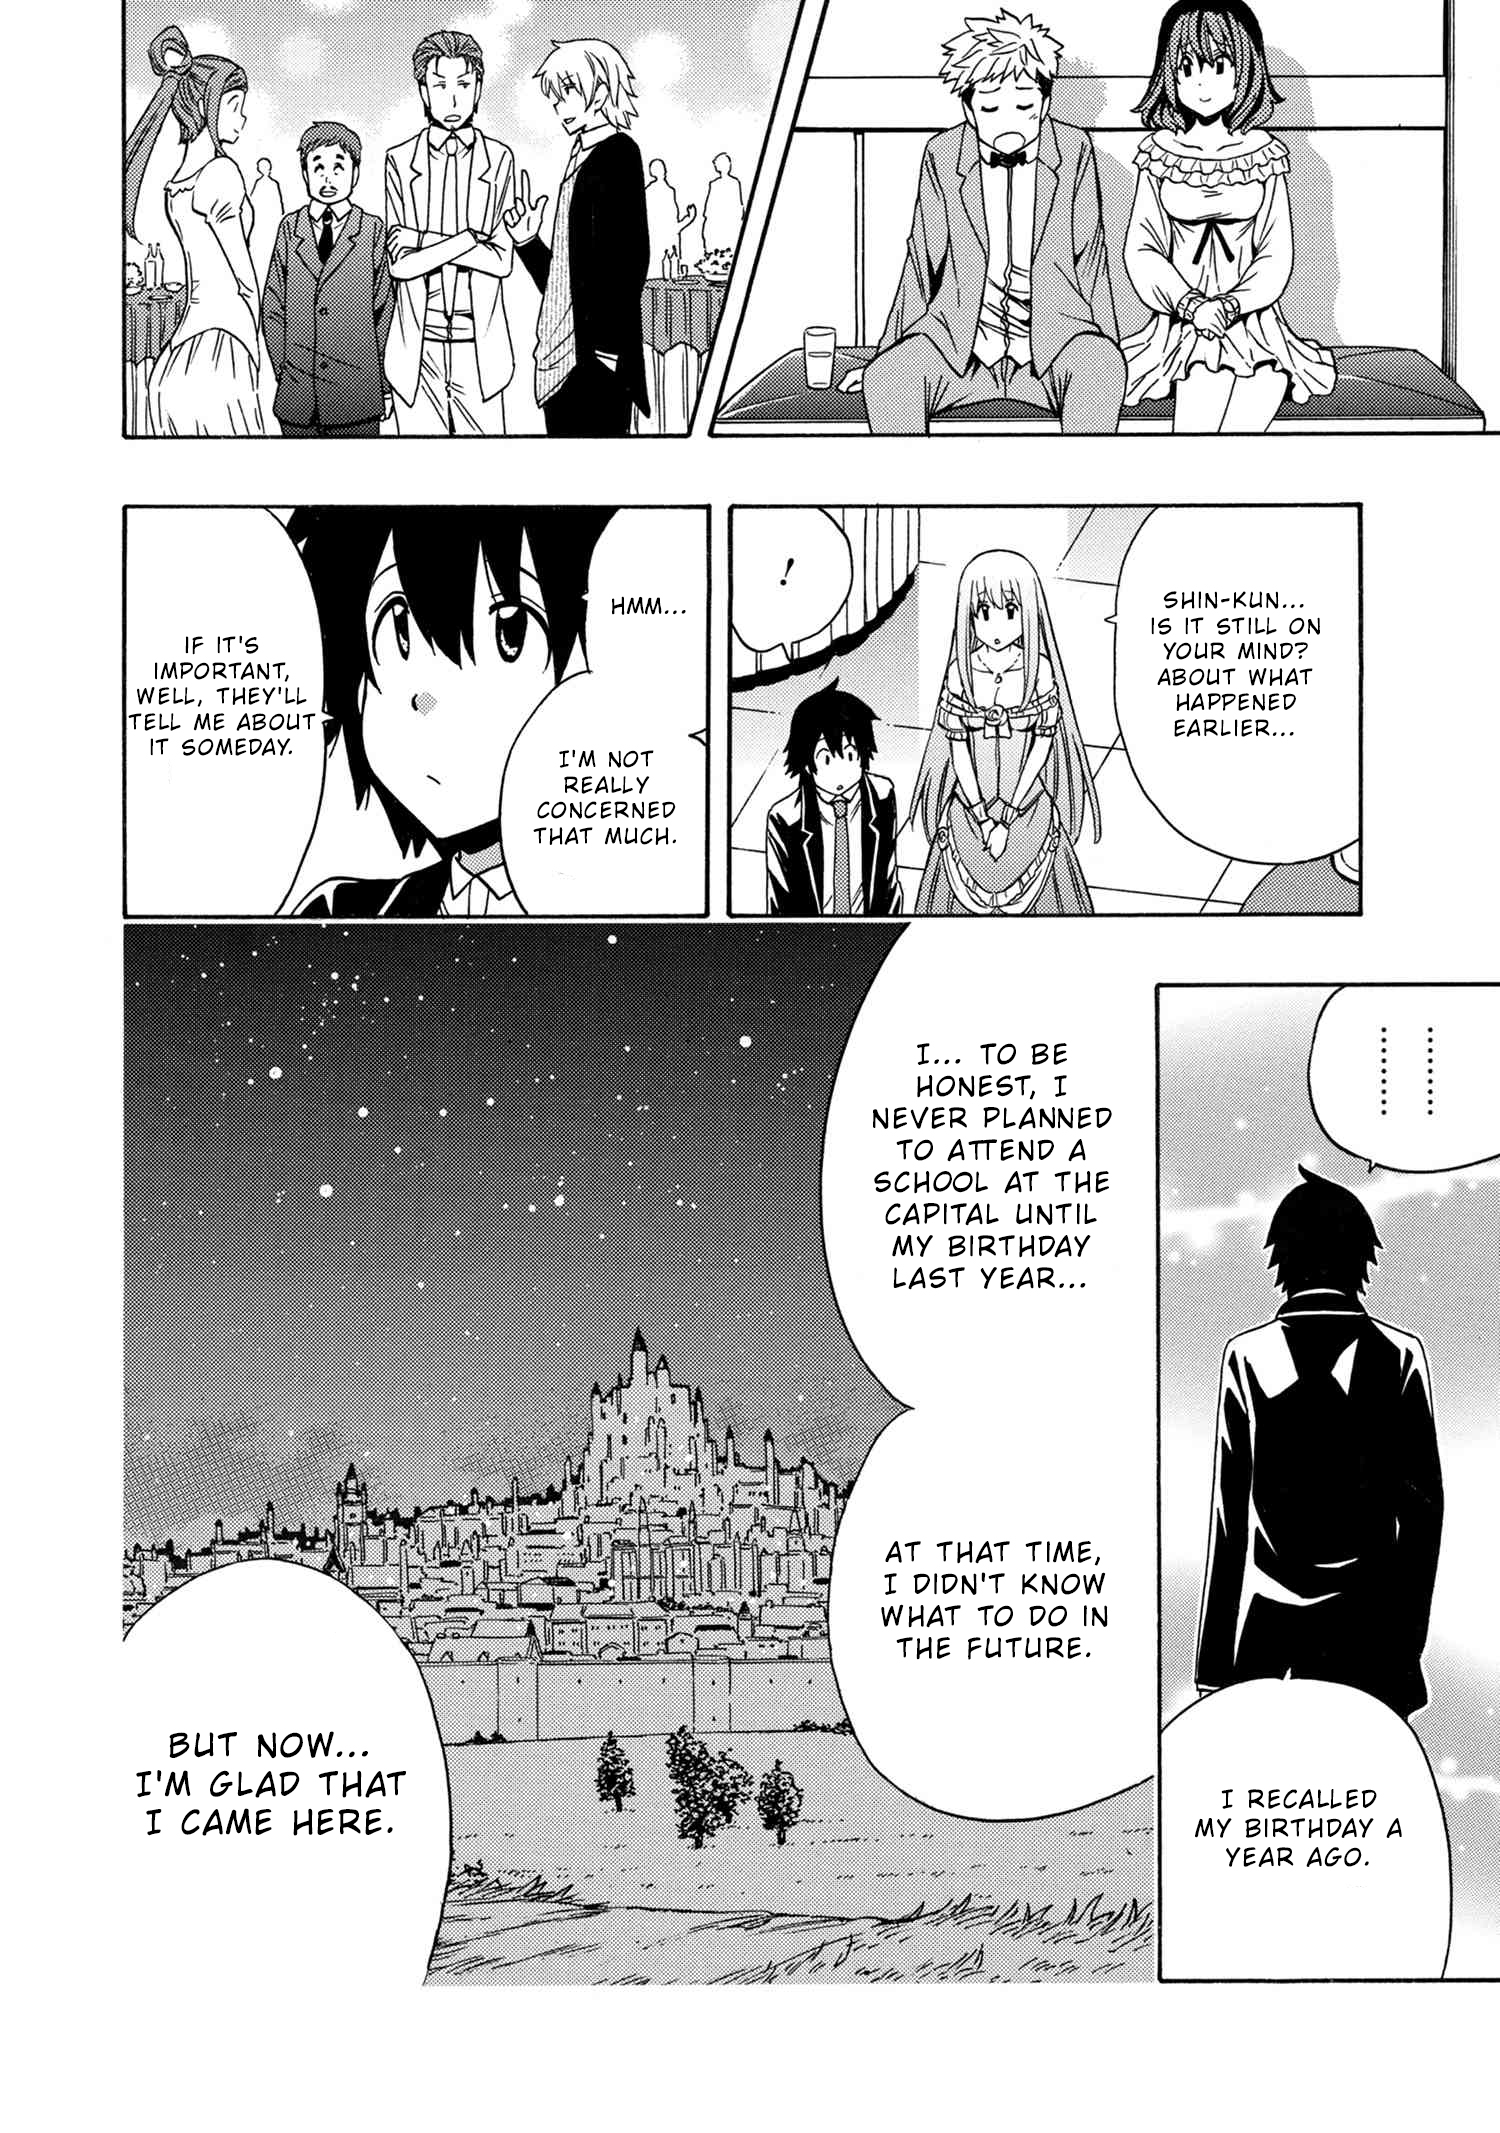 SHIN-KUN...
IS IT STILL ON
YOUR MIND?
ABOUT WHAT
HAPPENED
EARLIER...
!
HMM...
I'M NOT
REALLY
CONCERNED
THAT MUCH.
IF IT'S
IMPORTANT,
WELL, THEY'LL
TELL ME ABOUT
IT SOMEDAY.
..........
..........
I RECALLED
MY BIRTHDAY A
YEAR AGO.
I... TO BE
HONEST, I
NEVER PLANNED
TO ATTEND A
SCHOOL AT THE
CAPITAL UNTIL
MY BIRTHDAY
LAST YEAR...
AT THAT TIME,
I DIDN'T KNOW
WHAT TO DO IN
THE FUTURE.
BUT NOW...
I'M GLAD THAT
I CAME HERE.